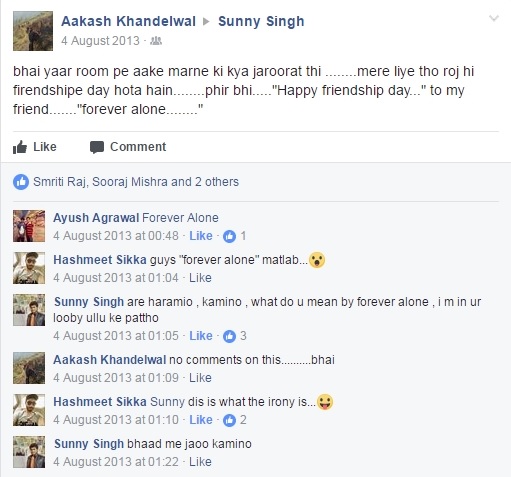 Aakash Khandelwal ▶ Sunny Singh
4 August 2013 ·
bhai yaar room pe aake marne ki kya jaroorat thi ........mere liye tho roj hi
firendshipe day hota hain........phir bhi....."Happy friendship day..." to my
friend......."forever alone........"
Like Comment
Smriti Raj, Sooraj Mishra and 2 others
Ayush Agrawal Forever Alone
4 August 2013 at 00:48 · Like · 1
Hashmeet Sikka guys "forever alone" matlab...😮
4 August 2013 at 01:04 · Like
Sunny Singh are haramio , kamino , what do u mean by forever alone , i m in ur
looby ullu ke pattho
4 August 2013 at 01:05 · Like · 3
Aakash Khandelwal no comments on this..........bhai
4 August 2013 at 01:09 · Like
Hashmeet Sikka Sunny dis is what the irony is...😜
4 August 2013 at 01:10 · Like · 2
Sunny Singh bhaad me jaoo kamino
4 August 2013 at 01:22 · Like